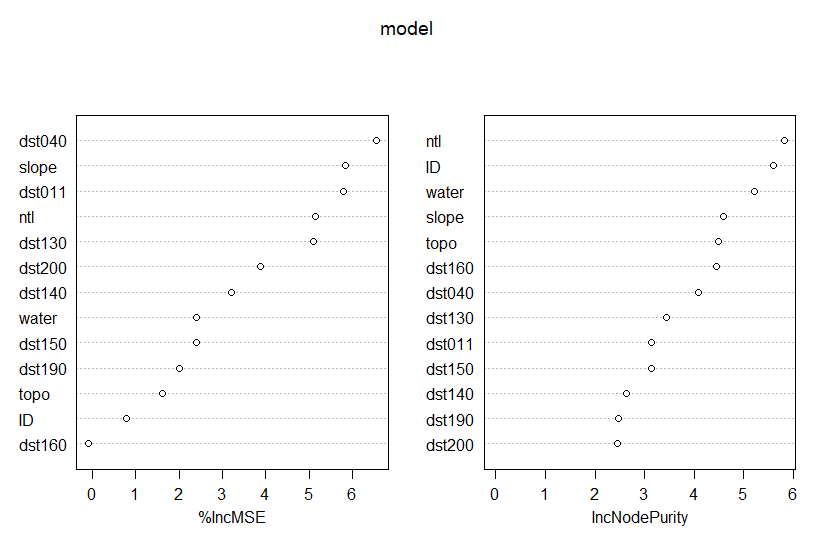 model
dst040
slope
dst011
ntl
dst130
dst200
dst140
water
dst150
dst190
topo
ID
dst160
0 1 2 3 4 5 6
%IncMSE
ntl
ID
water
slope
topo
dst160
dst040
dst130
dst011
dst150
dst140
dst190
dst200
0 1 2 3 4 5 6
IncNodePurity